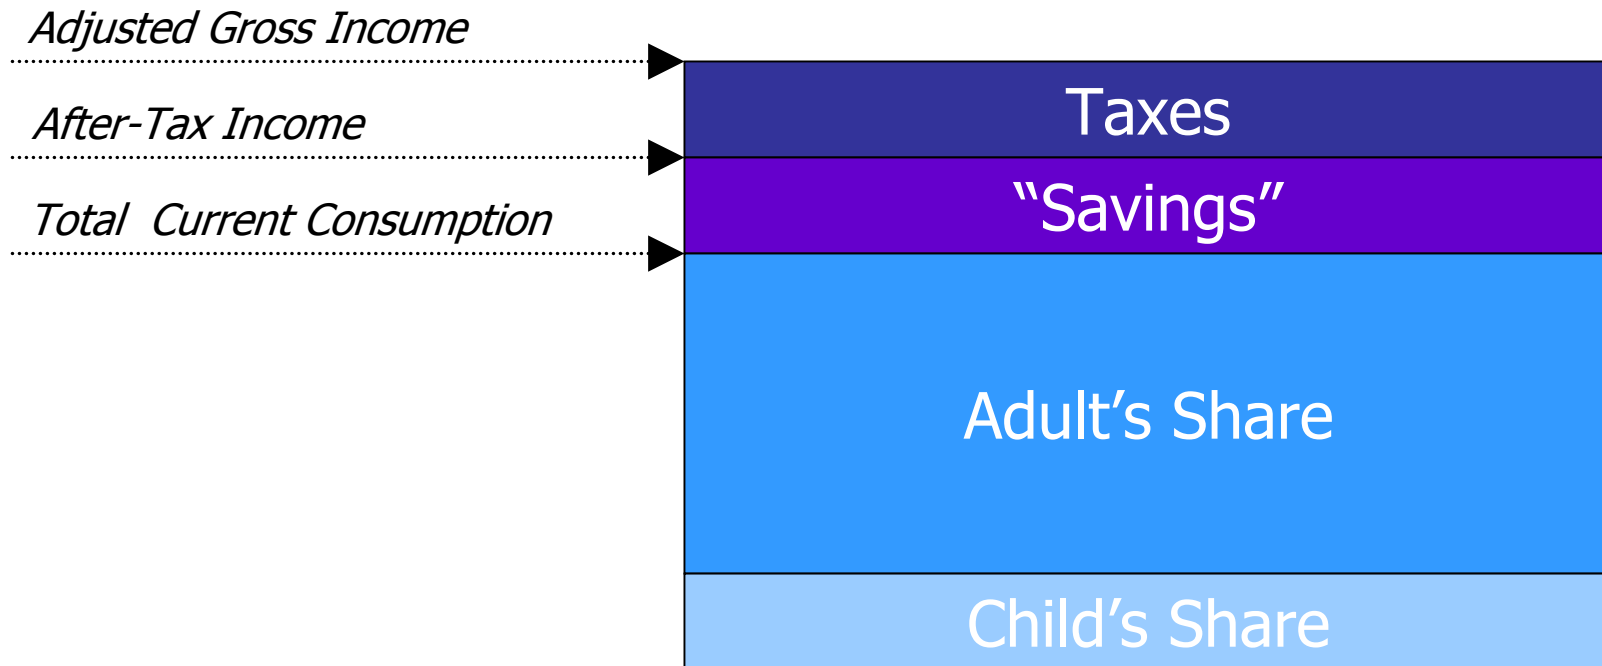 Adjusted Gross Income
Taxes
After-Tax Income
“Savings”
Total Current Consumption
Adult’s Share
Child’s Share